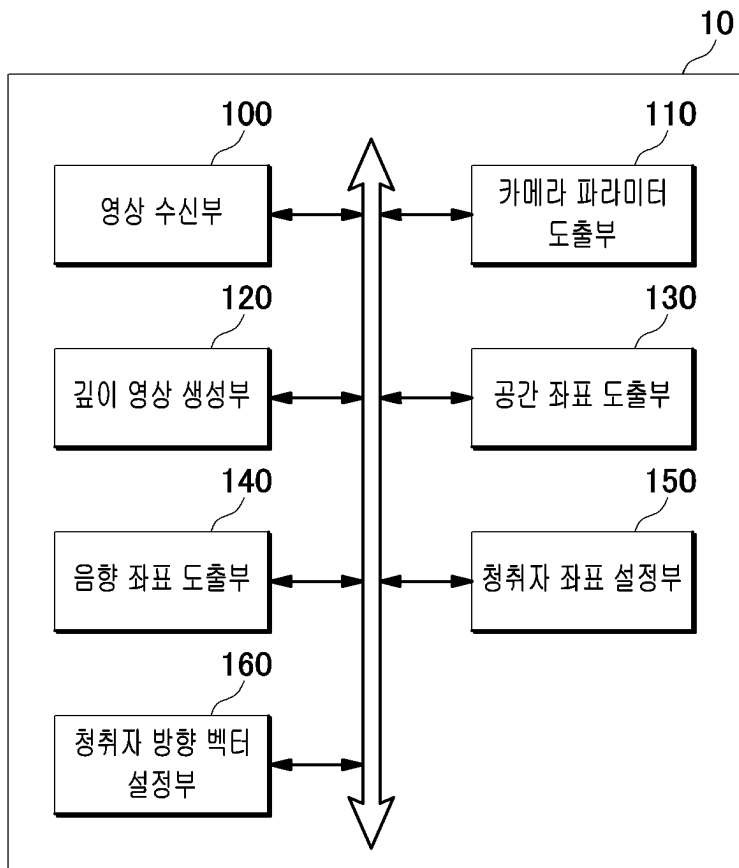 10
100
110
영상 수신부
카메라 파라미터
도출부
120
130
깊이 영상 생성부
공간 좌표 도출부
140
150
음향 좌표 도출부
청취자 좌표 설정부
160
청취자 방향 벡터
설정부